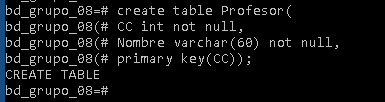 bd_grupo_08=# create table Profesor(
bd_grupo_08(# CC int not null,
bd_grupo_08(# Nombre varchar(60) not null,
bd_grupo_08(# primary key(CC));
CREATE TABLE
bd_grupo_08=#